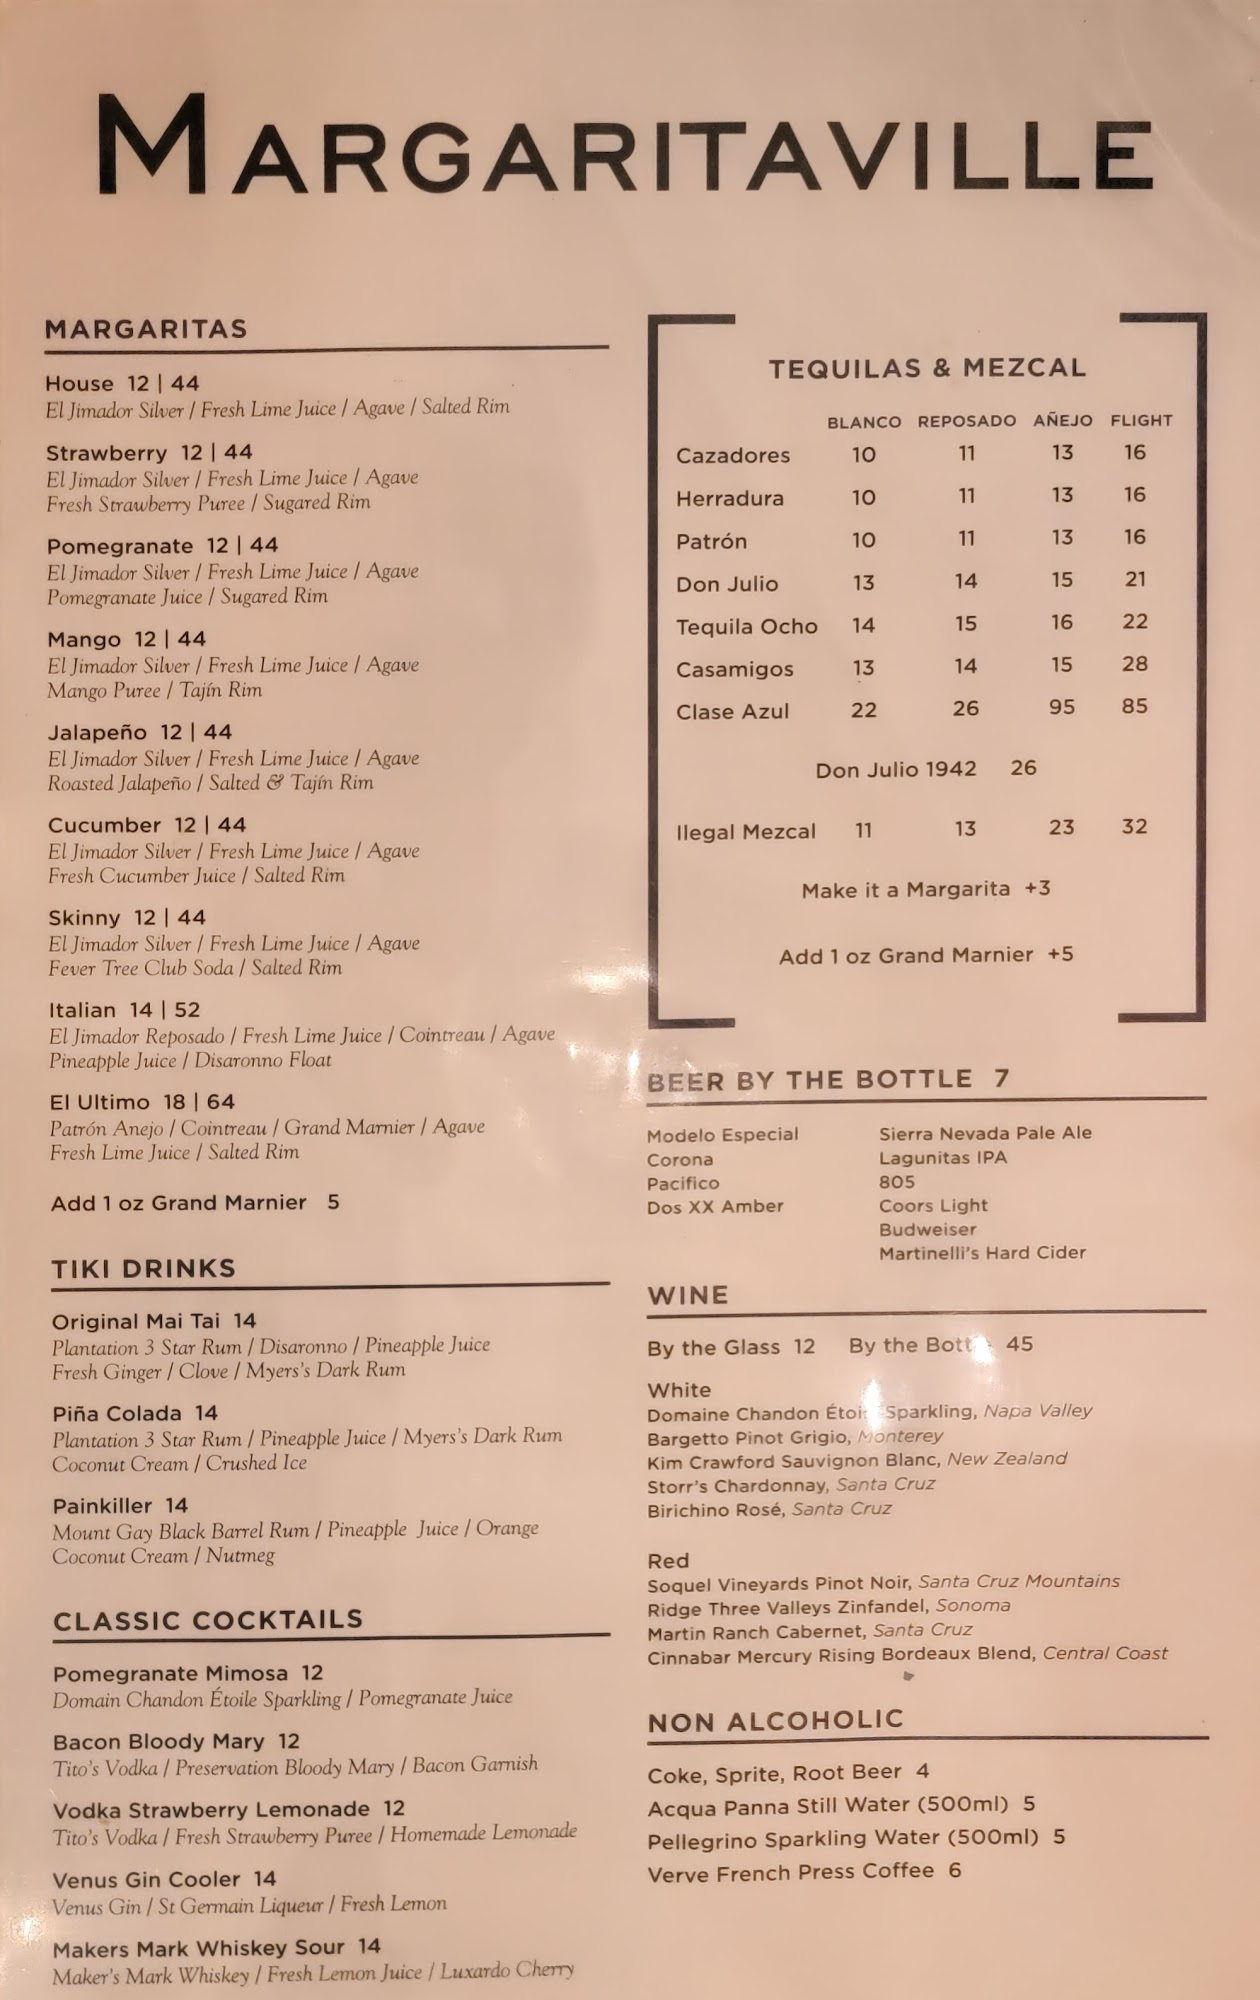 MARGARITAVILLE
MARGARITAS
House 12 | 44
El Jimador Silver / Fresh Lime Juice / Agave / Salted Rim
Strawberry 12 | 44
El Jimador Silver / Fresh Lime Juice / Agave
Fresh Strawberry Puree / Sugared Rim
Pomegranate 12 | 44
El Jimador Silver / Fresh Lime Juice / Agave
Pomegranate Juice / Sugared Rim
Mango 12 | 44
El Jimador Silver / Fresh Lime Juice / Agave
Mango Puree / Tajín Rim
Jalapeño 12 | 44
El Jimador Silver / Fresh Lime Juice / Agave
Roasted Jalapeño / Salted & Tajín Rim
Cucumber 12 | 44
El Jimador Silver / Fresh Lime Juice / Agave
Fresh Cucumber Juice / Salted Rim
Skinny 12 | 44
El Jimador Silver / Fresh Lime Juice / Agave
Fever Tree Club Soda / Salted Rim
Italian 14 | 52
El Jimador Reposado / Fresh Lime Juice / Cointreau / Agave
Pineapple Juice / Disaronno Float
El Ultimo 18 | 64
Patrón Anejo / Cointreau / Grand Marnier / Agave
Fresh Lime Juice / Salted Rim
Add 1 oz Grand Marnier 5
TIKI DRINKS
Original Mai Tai 14
Plantation 3 Star Rum / Disaronno / Pineapple Juice
Fresh Ginger / Clove / Myers's Dark Rum
Piña Colada 14
Plantation 3 Star Rum / Pineapple Juice / Myers's Dark Rum
Coconut Cream / Crushed Ice
Painkiller 14
Mount Gay Black Barrel Rum / Pineapple Juice / Orange
Coconut Cream / Nutmeg
CLASSIC COCKTAILS
Pomegranate Mimosa 12
Domain Chandon Étoile Sparkling / Pomegranate Juice
Bacon Bloody Mary 12
Tito's Vodka / Preservation Bloody Mary / Bacon Garnish
Vodka Strawberry Lemonade 12
Tito's Vodka / Fresh Strawberry Puree / Homemade Lemonade
Venus Gin Cooler 14
Venus Gin / St Germain Liqueur / Fresh Lemon
Makers Mark Whiskey Sour 14
Maker's Mark Whiskey / Fresh Lemon Juice / Luxardo Cherry
TEQUILAS & MEZCAL
BLANCO REPOSADO AÑEJO FLIGHT
Cazadores 10 11 13 16
Herradura 10 11 13 16
Patrón 10 11 13 16
Don Julio 13 14 15 21
Tequila Ocho 14 15 16 22
Casamigos 13 14 15 28
Clase Azul 22 26 95 85
Don Julio 1942 26
Ilegal Mezcal 11 13 23 32
Make it a Margarita +3
Add 1 oz Grand Marnier +5
BEER BY THE BOTTLE 7
Modelo Especial
Corona
Pacifico
Dos XX Amber
Sierra Nevada Pale Ale
Lagunitas IPA
805
Coors Light
Budweiser
Martinelli's Hard Cider
WINE
By the Glass 12 By the Bottle 45
White
Domaine Chandon Étoile Sparkling, Napa Valley
Bargetto Pinot Grigio, Monterey
Kim Crawford Sauvignon Blanc, New Zealand
Storr's Chardonnay, Santa Cruz
Birichino Rosé, Santa Cruz
Red
Soquel Vineyards Pinot Noir, Santa Cruz Mountains
Ridge Three Valleys Zinfandel, Sonoma
Martin Ranch Cabernet, Santa Cruz
Cinnabar Mercury Rising Bordeaux Blend, Central Coast
NON ALCOHOLIC
Coke, Sprite, Root Beer 4
Acqua Panna Still Water (500ml) 5
Pellegrino Sparkling Water (500ml) 5
Verve French Press Coffee 6